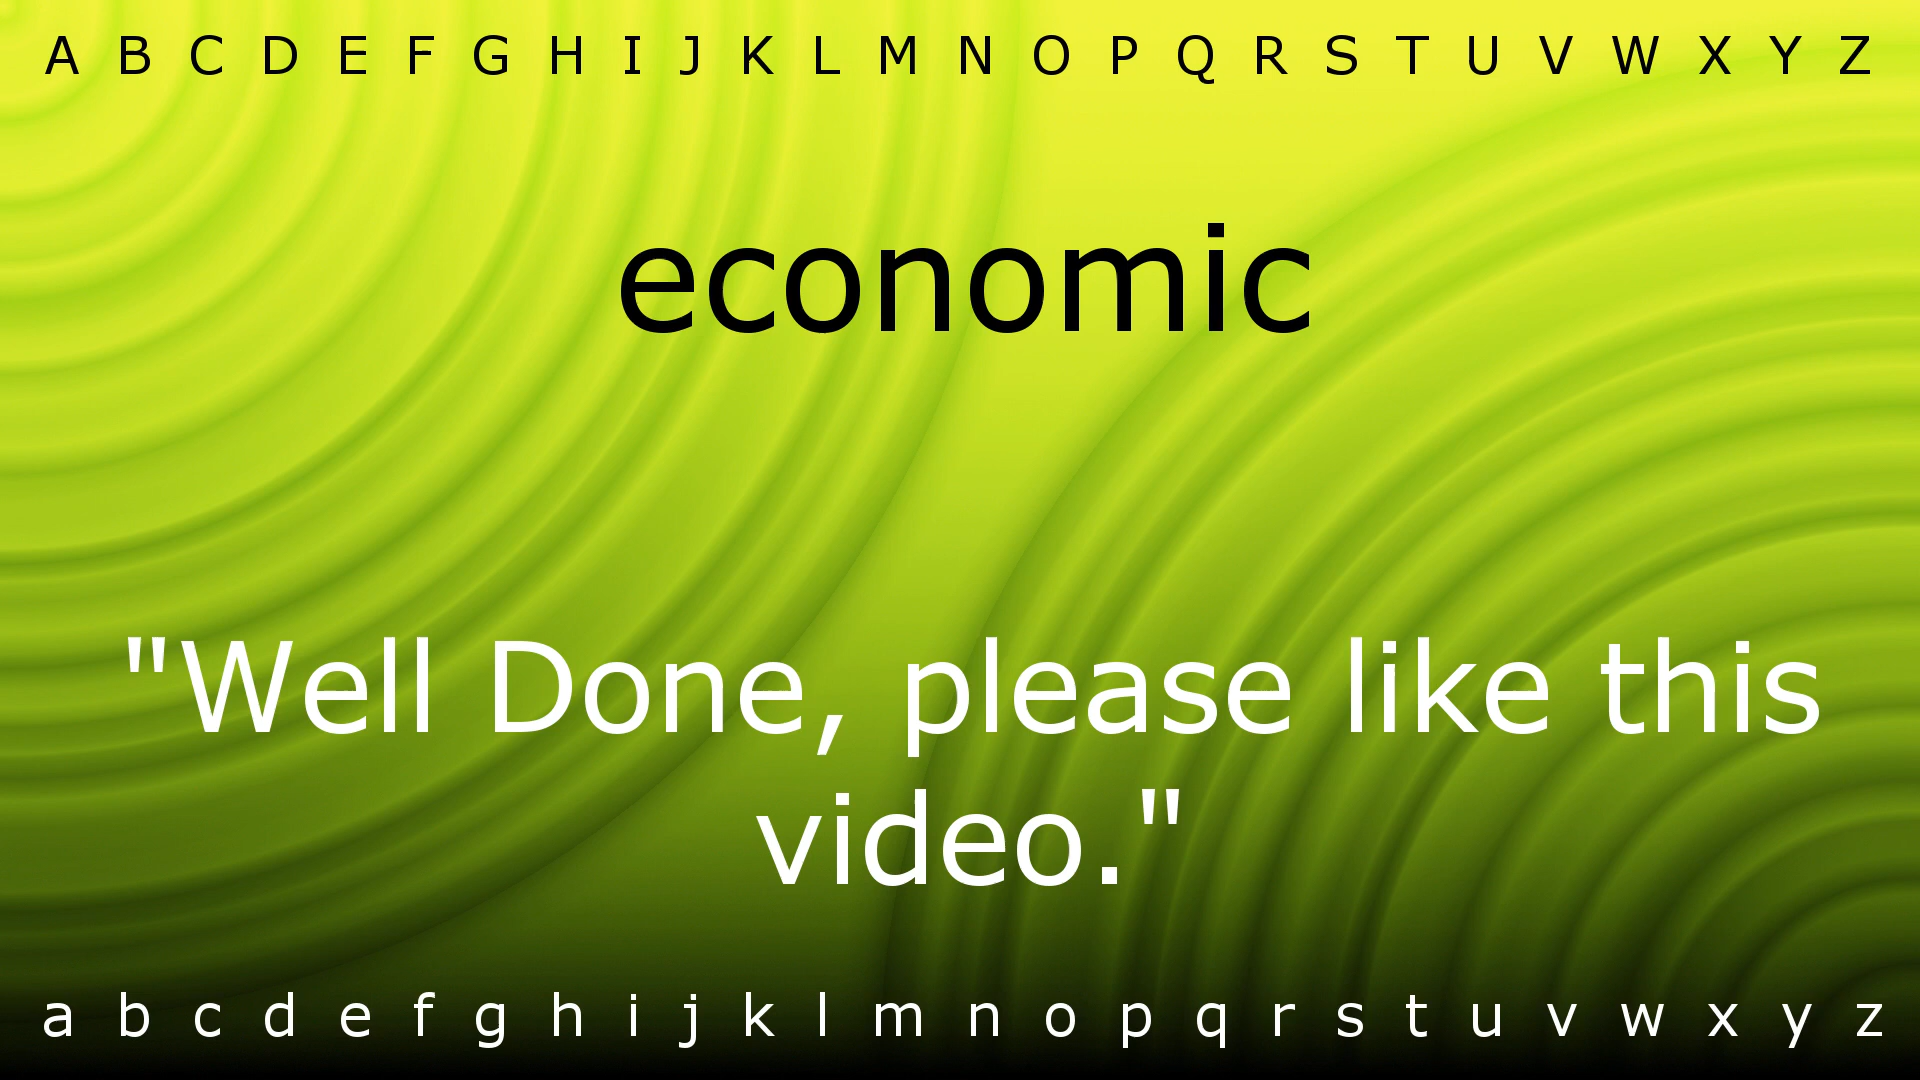 A B C D E F G H I J K L M N O P Q R S T U V W X Y Z
economic
"Well Done, please like this
video."
a b c d e f g h i j k l m n o p q r s t u v w x y z